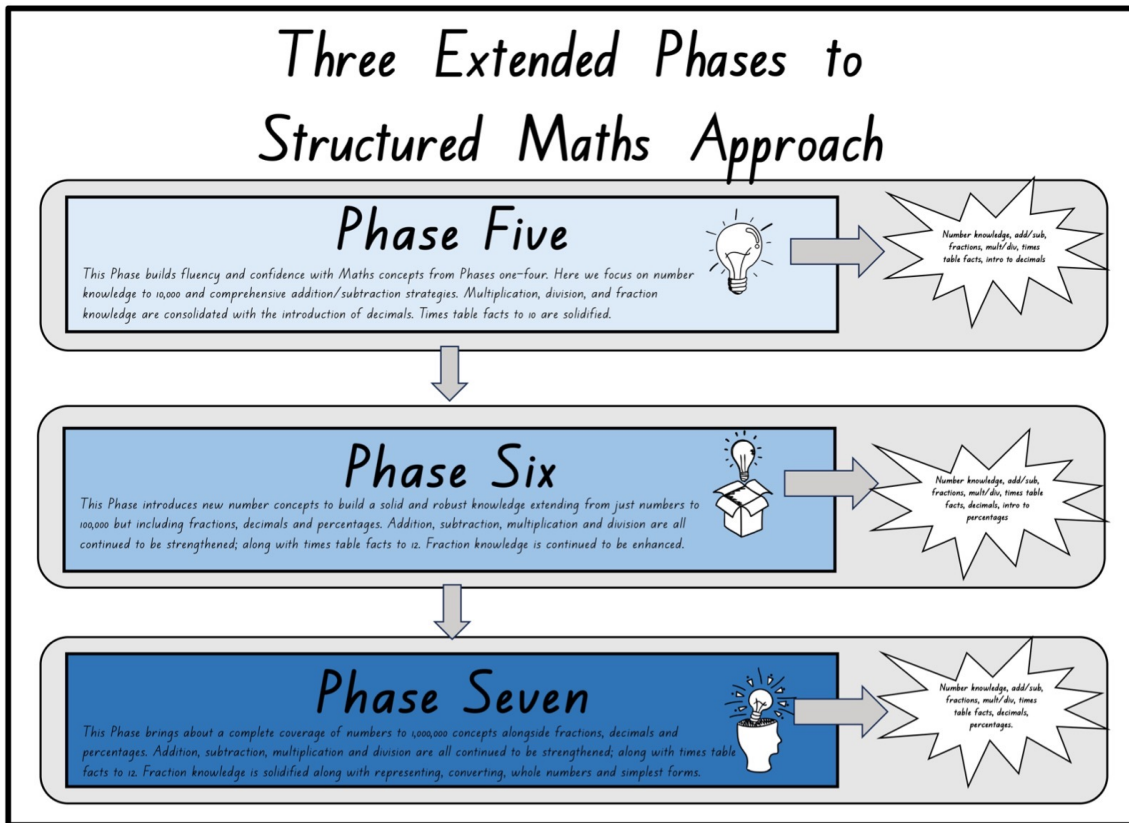 Three Extended Phases to
Structured Maths Approach
Phase Five
This Phase builds fluency and confidence with Maths concepts from Phases one-four. Here we focus on number
knowledge to 10,000 and comprehensive addition/subtraction strategies. Multiplication, division, and fraction
knowledge are consolidated with the introduction of decimals. Times table facts to 10 are solidified.
Number knowledge, add/sub,
fractions, mult/div, times
table facts, intro to decimals
Phase Six
This Phase introduces new number concepts to build a solid and robust knowledge extending from just numbers to
100,000 but including fractions, decimals and percentages. Addition, subtraction, multiplication and division are all
continued to be strengthened; along with times table facts to 12. Fraction knowledge is continued to be enhanced.
Number knowledge, add/sub,
fractions, mult/div, times table
facts, decimals, intro to
percentages
Phase Seven
This Phase brings about a complete coverage of numbers to 1,000,000 concepts alongside fractions, decimals and
percentages. Addition, subtraction, multiplication and division are all continued to be strengthened; along with times table
facts to 12. Fraction knowledge is solidified along with representing, converting, whole numbers and simplest forms.
Number knowledge, add/sub,
fractions, mult/div, times
table facts, decimals,
percentages.